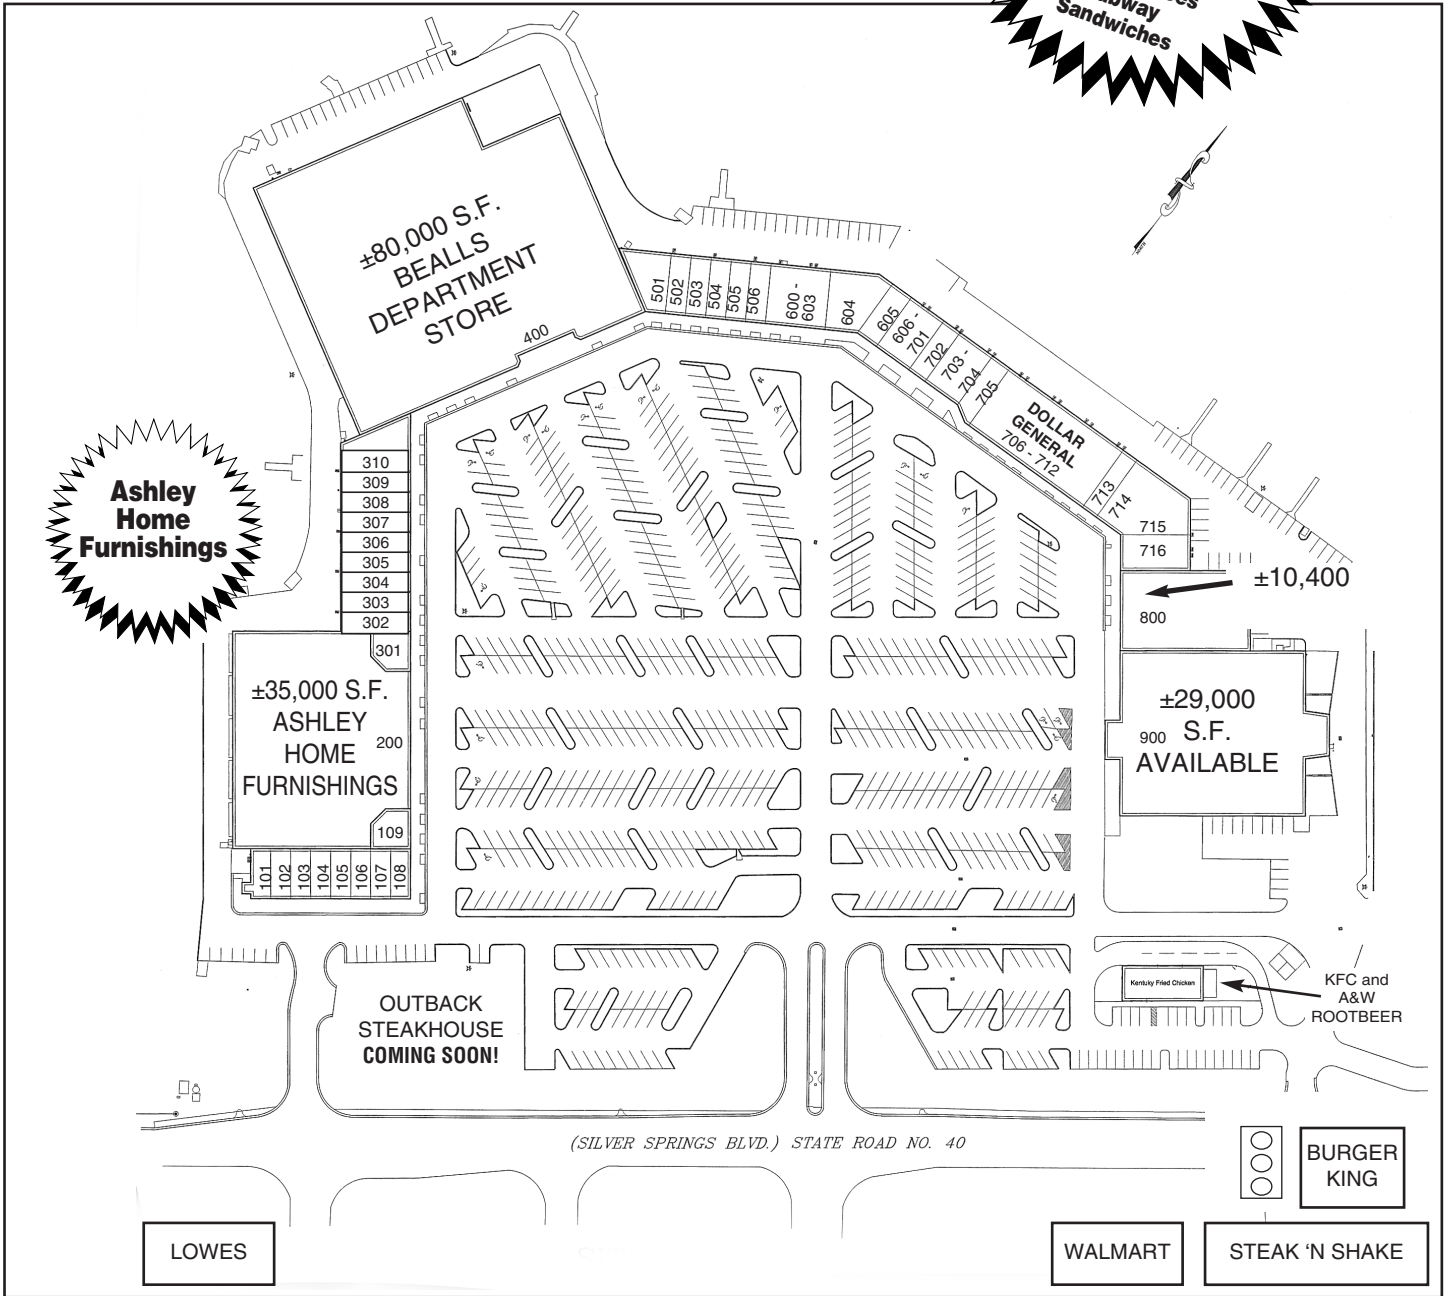 Sandwiches
±80,000 S.F.
BEALLS
DEPARTMENT
STORE
400
501
502
503
504
505
506
600 -
603
604
605
606 -
701
702
703 -
704
705
DOLLAR
GENERAL
706 - 712
713
714
715
716
±10,400
800
±29,000
S.F.
900
AVAILABLE
Ashley
Home
Furnishings
310
309
308
307
306
305
304
303
302
301
±35,000 S.F.
ASHLEY
HOME
200
FURNISHINGS
109
101
102
103
104
105
106
107
108
OUTBACK
STEAKHOUSE
COMING SOON!
Kentuky Fried Chicken
KFC and
A&W
ROOTBEER
(SILVER SPRINGS BLVD.) STATE ROAD NO. 40
BURGER
KING
LOWES
WALMART
STEAK ‘N SHAKE